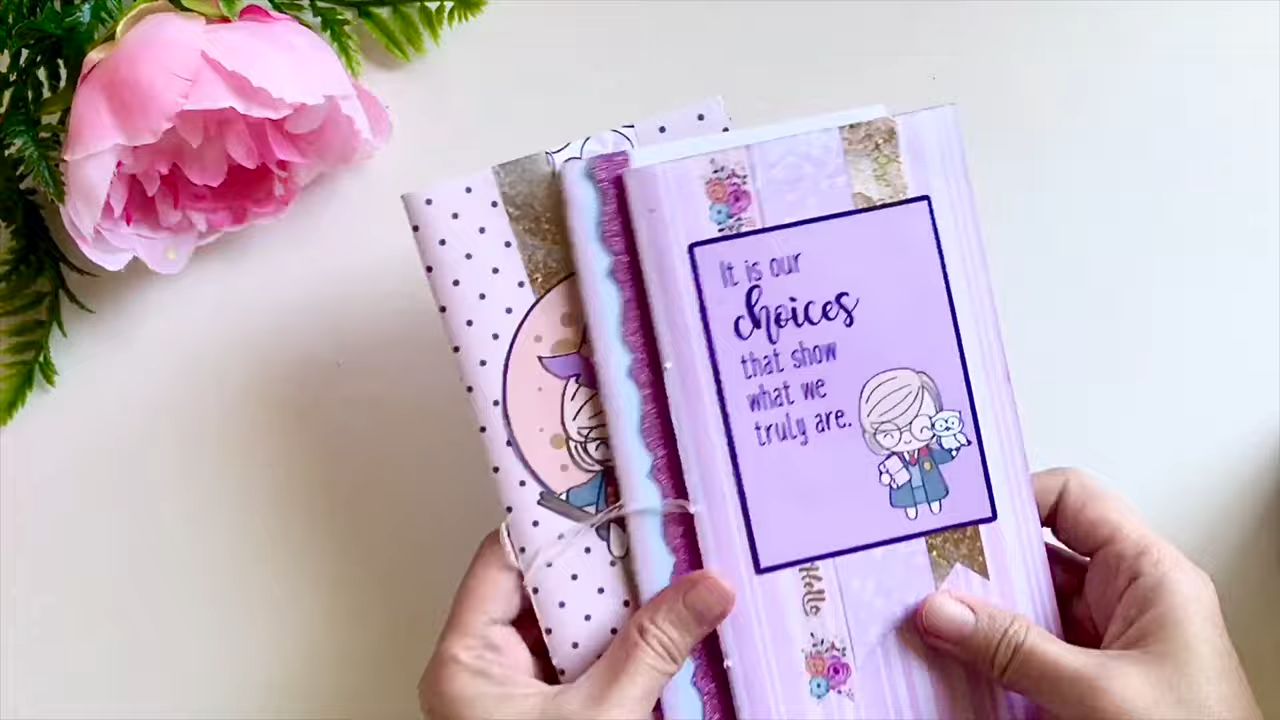 It is our
choices
that show
what we
truly are.
Hello